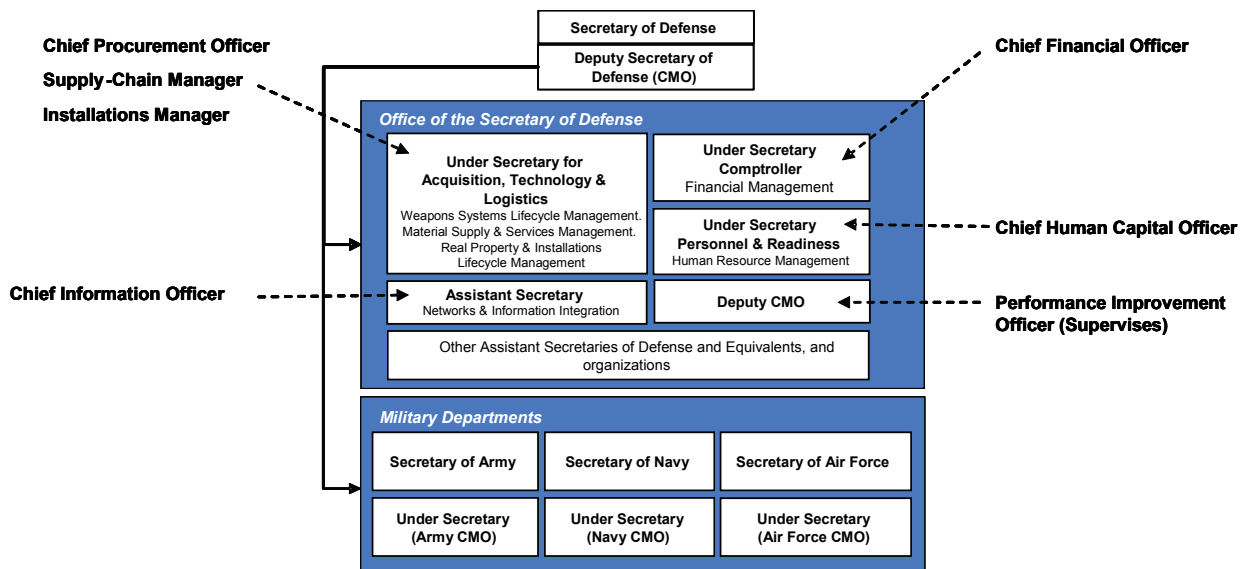 Secretary of Defense
Deputy Secretary of
Defense (CMO)
Chief Procurement Officer
Supply-Chain Manager
Installations Manager
Chief Financial Officer
Office of the Secretary of Defense
Under Secretary for
Acquisition, Technology &
Logistics
Weapons Systems Lifecycle Management.
Material Supply & Services Management.
Real Property & Installations
Lifecycle Management
Under Secretary
Comptroller
Financial Management
Under Secretary
Personnel & Readiness
Human Resource Management
Chief Human Capital Officer
Chief Information Officer
Assistant Secretary
Networks & Information Integration
Deputy CMO
Performance Improvement
Officer (Supervises)
Other Assistant Secretaries of Defense and Equivalents, and
organizations
Military Departments
Secretary of Army
Secretary of Navy
Secretary of Air Force
Under Secretary
(Army CMO)
Under Secretary
(Navy CMO)
Under Secretary
(Air Force CMO)